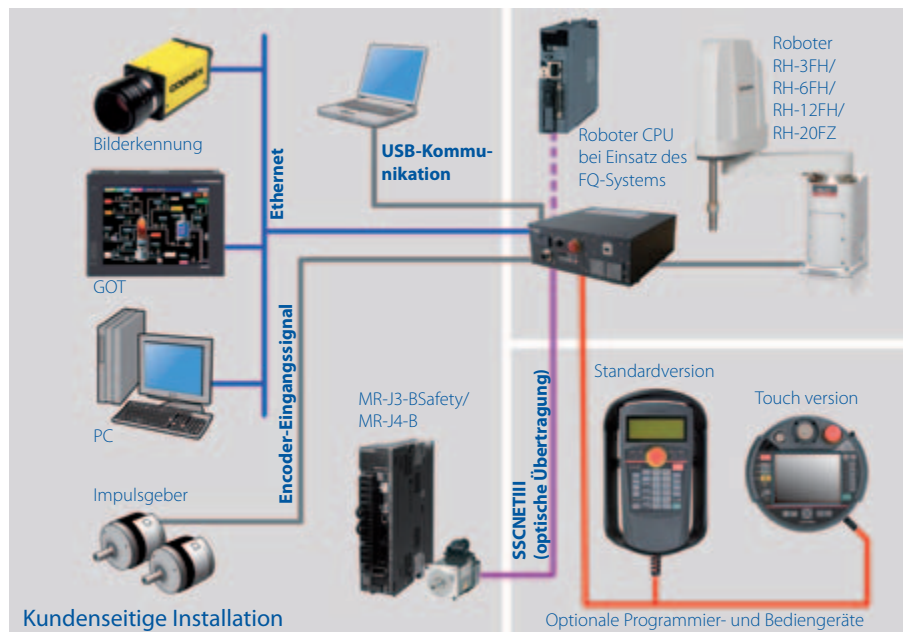 COGNEX
Bilderkennung
GOT
PC
Impulsgeber
Kundenseitige Installation
Ethernet
USB-Kommu-
nikation
Encoder-Eingangssignal
MR-J3-BSafety/
MR-J4-B
SSCNETIII
(optische Übertragung)
Roboter CPU
bei Einsatz des
FQ-Systems
Roboter
RH-3FH/
RH-6FH/
RH-12FH/
RH-20FZ
Standardversion
Touch version
Optionale Programmier- und Bediengeräte